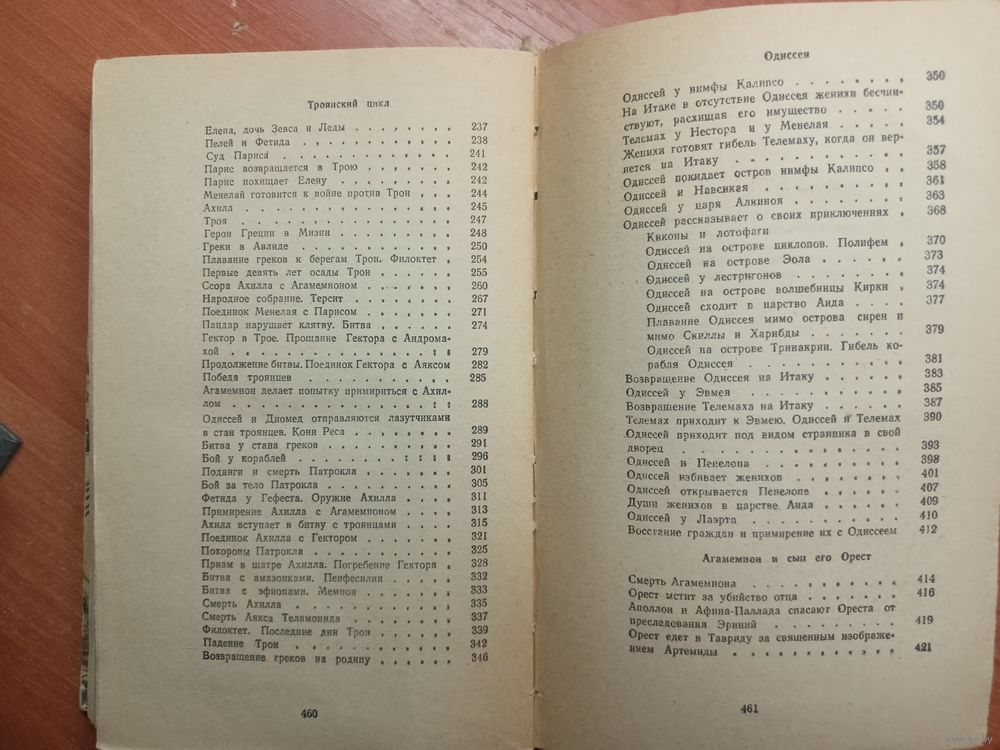 Троянский цикл
Елена, дочь Зевса и Леды . . . . . . . . 237
Пелей и Фетида . . . . . . . . . . . 238
Суд Париса . . . . . . . . . . . . 241
Парис возвращается в Трою . . . . . . . 242
Парис похищает Елену . . . . . . . . 242
Менелай готовится к войне против Трои . . . 244
Ахилл . . . . . . . . . . . . . . 245
Троя . . . . . . . . . . . . . . 247
Герои Греции в Мизии . . . . . . . . . 248
Греки в Авлиде . . . . . . . . . . . 250
Плавание греков к берегам Трои. Филоктет . 254
Первые девять лет осады Трои . . . . . . 255
Ссора Ахилла с Агамемноном . . . . . . 260
Народное собрание. Терсит . . . . . . . 267
Поединок Менелая с Парисом . . . . . . 271
Пандар нарушает клятву. Битва . . . . . . 274
Гектор в Трое. Прощание Гектора с Андрома-
хой . . . . . . . . . . . . . . . 279
Продолжение битвы. Поединок Гектора с Аяксом 282
Победа троянцев . . . . . . . . . . 285
Агамемнон делает попытку примириться с Ахил-
лом . . . . . . . . . . . . . . . 288
Одиссей и Диомед отправляются лазутчиками
в стан троянцев. Кони Реса . . . . . . . 289
Битва у стана греков . . . . . . . . . 291
Бой у кораблей . . . . . . . . . . . 296
Подвиги и смерть Патрокла . . . . . . . 301
Бой за тело Патрокла . . . . . . . . . 305
Фетида у Гефеста. Оружие Ахилла . . . . 311
Примирение Ахилла с Агамемноном . . . . 313
Ахилл вступает в битву с троянцами . . . . 315
Поединок Ахилла с Гектором . . . . . . 321
Похороны Патрокла . . . . . . . . . . 325
Приам в шатре Ахилла. Погребение Гектора . 328
Битва с амазонками. Пенфесилия . . . . . 332
Битва с эфиопами. Мемнон . . . . . . . 333
Смерть Ахилла . . . . . . . . . . . 335
Смерть Аякса Теламонида . . . . . . . 337
Филоктет. Последние дни Трои . . . . . . 339
Падение Трои . . . . . . . . . . . 342
Возвращение греков на родину . . . . . . 346
460
Одиссея
Одиссей у нимфы Калипсо . . . . . . . 350
На Итаке в отсутствие Одиссея женихи бесчин-
ствуют, расхищая его имущество . . . . . 350
Телемах у Нестора и у Менелая . . . . . 354
Женихи готовят гибель Телемаху, когда он вер-
нется на Итаку . . . . . . . . . . . 357
Одиссей покидает остров нимфы Калипсо . . 358
Одиссей и Навсикая . . . . . . . . . 361
Одиссей у царя Алкиноя . . . . . . . . 363
Одиссей рассказывает о своих приключениях . 368
Киконы и лотофаги
Одиссей на острове циклопов. Полифем . 370
Одиссей на острове Эола . . . . . . 373
Одиссей у лестригонов . . . . . . . 374
Одиссей на острове волшебницы Кирки . 374
Одиссей сходит в царство Аида . . . . 377
Плавание Одиссея мимо острова сирен и
мимо Скиллы и Харибды . . . . . . 379
Одиссей на острове Тринакрии. Гибель ко-
рабля Одиссея . . . . . . . . . 381
Возвращение Одиссея на Итаку . . . . . . 383
Одиссей у Эвмея . . . . . . . . . . 385
Возвращение Телемаха на Итаку . . . . . . 387
Телемах приходит к Эвмею. Одиссей и Телемах 390
Одиссей приходит под видом странника в свой
дворец . . . . . . . . . . . . . . 393
Одиссей и Пенелопа . . . . . . . . . 398
Одиссей избивает женихов . . . . . . . 401
Одиссей открывается Пенелопе . . . . . . 407
Души женихов в царстве Аида . . . . . . 409
Одиссей у Лаэрта . . . . . . . . . . 410
Восстание граждан и примирение их с Одиссеем 412
Агамемнон и сын его Орест
Смерть Агамемнона . . . . . . . . . . 414
Орест мстит за убийство отца . . . . . . 416
Аполлон и Афина-Паллада спасают Ореста от
преследования Эриний . . . . . . . . 419
Орест едет в Тавриду за священным изображе-
нием Артемиды . . . . . . . . . . . 421
461